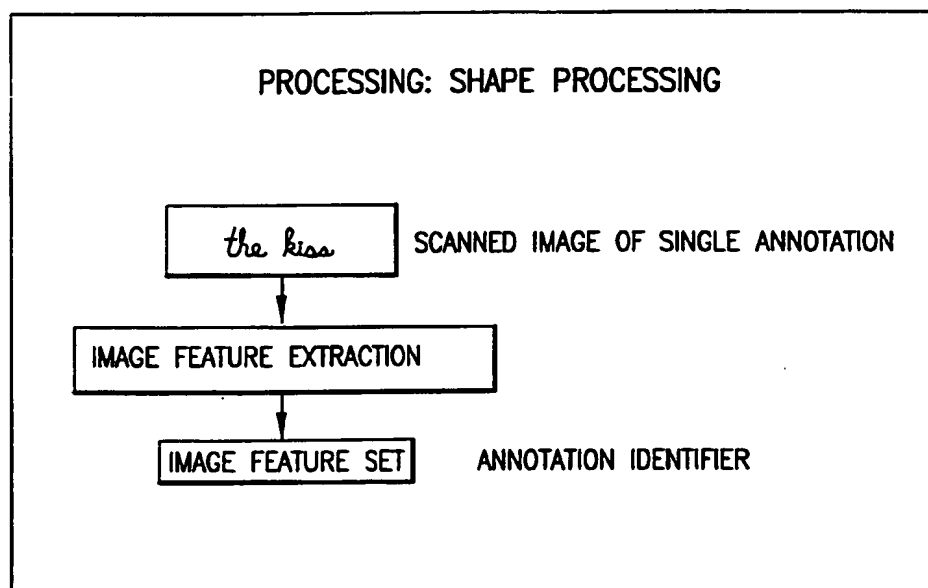 PROCESSING: SHAPE PROCESSING
the kiss SCANNED IMAGE OF SINGLE ANNOTATION
IMAGE FEATURE EXTRACTION
IMAGE FEATURE SET ANNOTATION IDENTIFIER